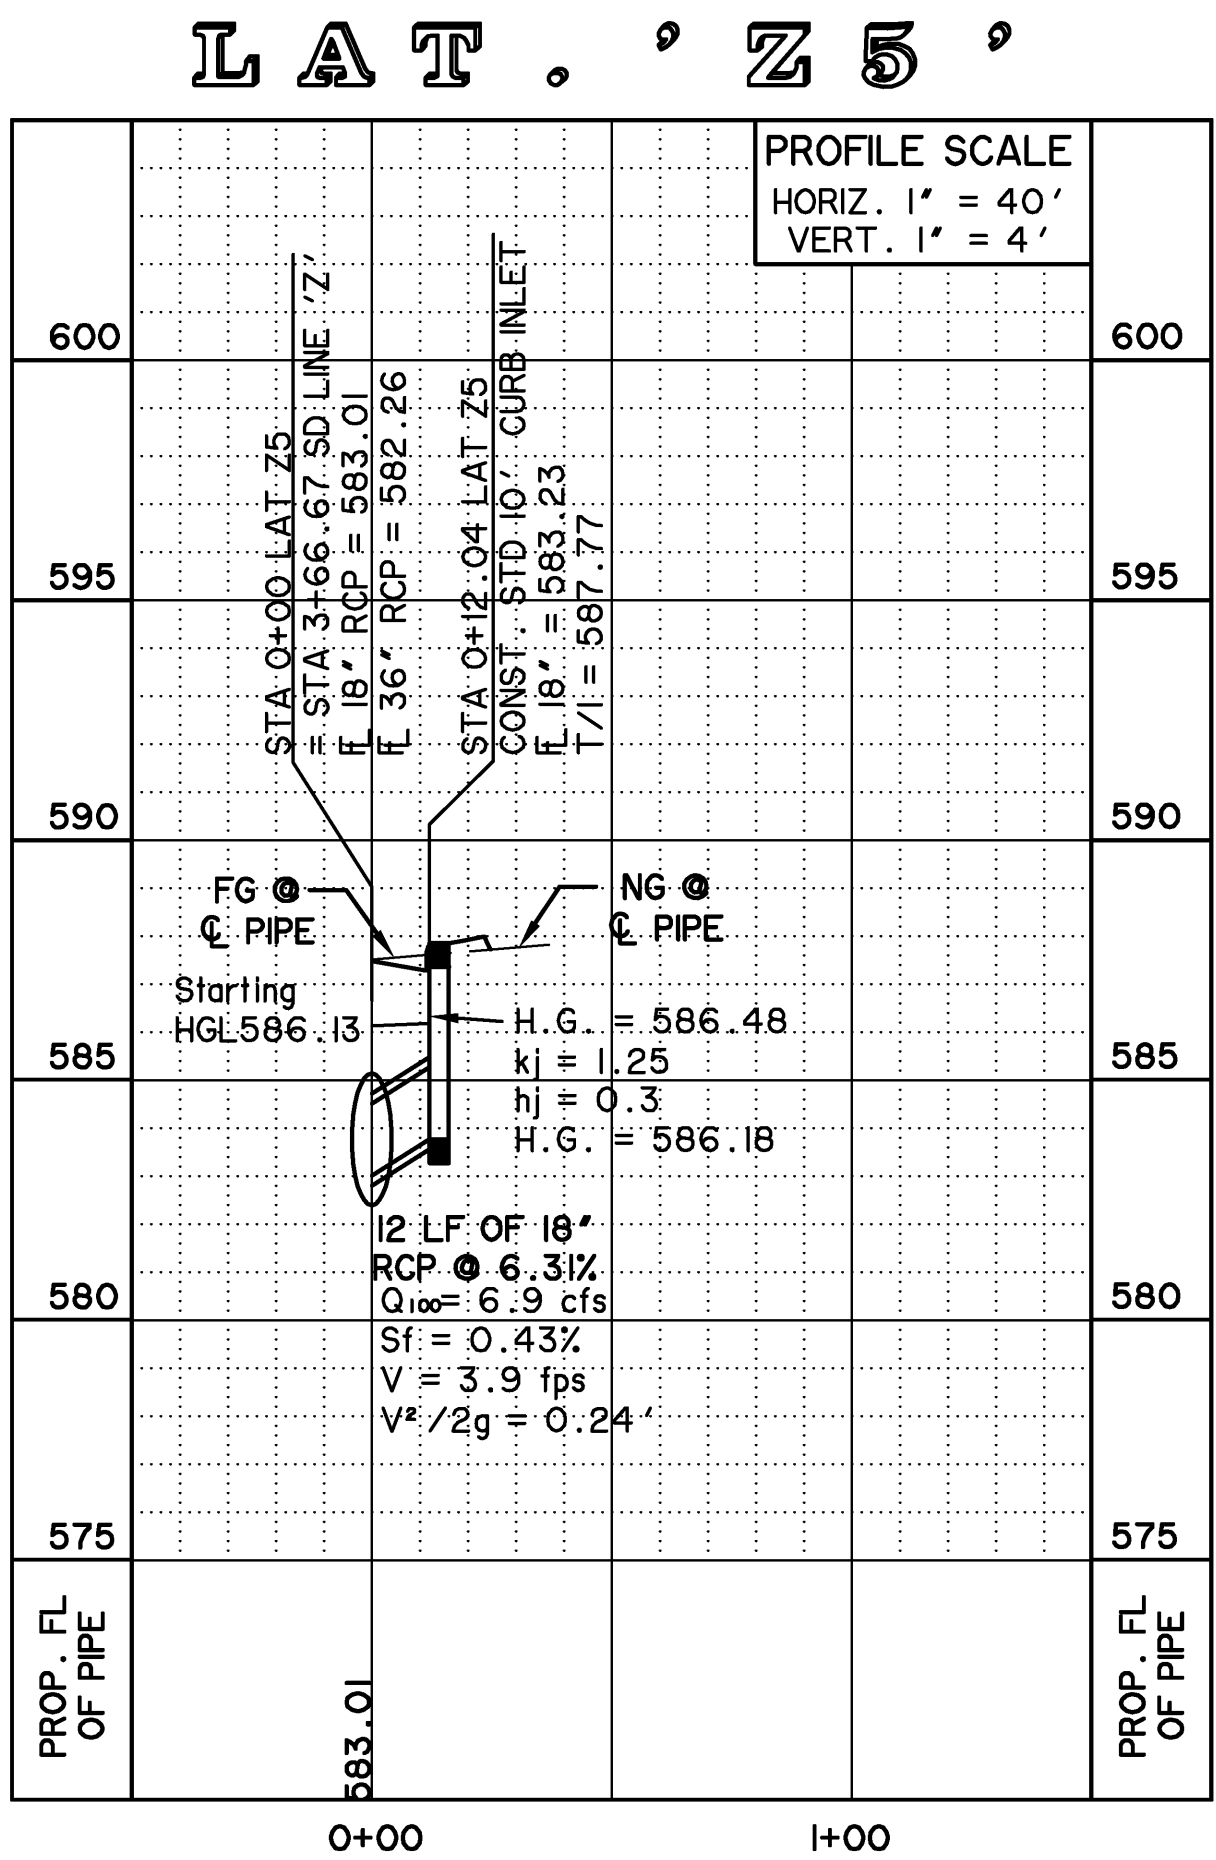 LAT. 'Z5'
PROFILE SCALE
HORIZ. 1" = 40'
VERT. 1" = 4'
600
600
595
595
590
590
585
585
580
580
575
575
STA 0+00 LAT Z5
= STA 3+66.67 SD LINE 'Z'
FL 18" RCP = 583.01
FL 36" RCP = 582.26
STA 0+12.04 LAT Z5
CONST. STD 10' CURB INLET
FL 18" = 583.23
T/I = 587.77
FG @
℄ PIPE
NG @
℄ PIPE
Starting
HGL586.13
H.G. = 586.48
kj = 1.25
hj = 0.3
H.G. = 586.18
12 LF OF 18"
RCP @ 6.31%
Q100= 6.9 cfs
Sf = 0.43%
V = 3.9 fps
V²/2g = 0.24'
PROP. FL
OF PIPE
583.01
PROP. FL
OF PIPE
0+00
1+00